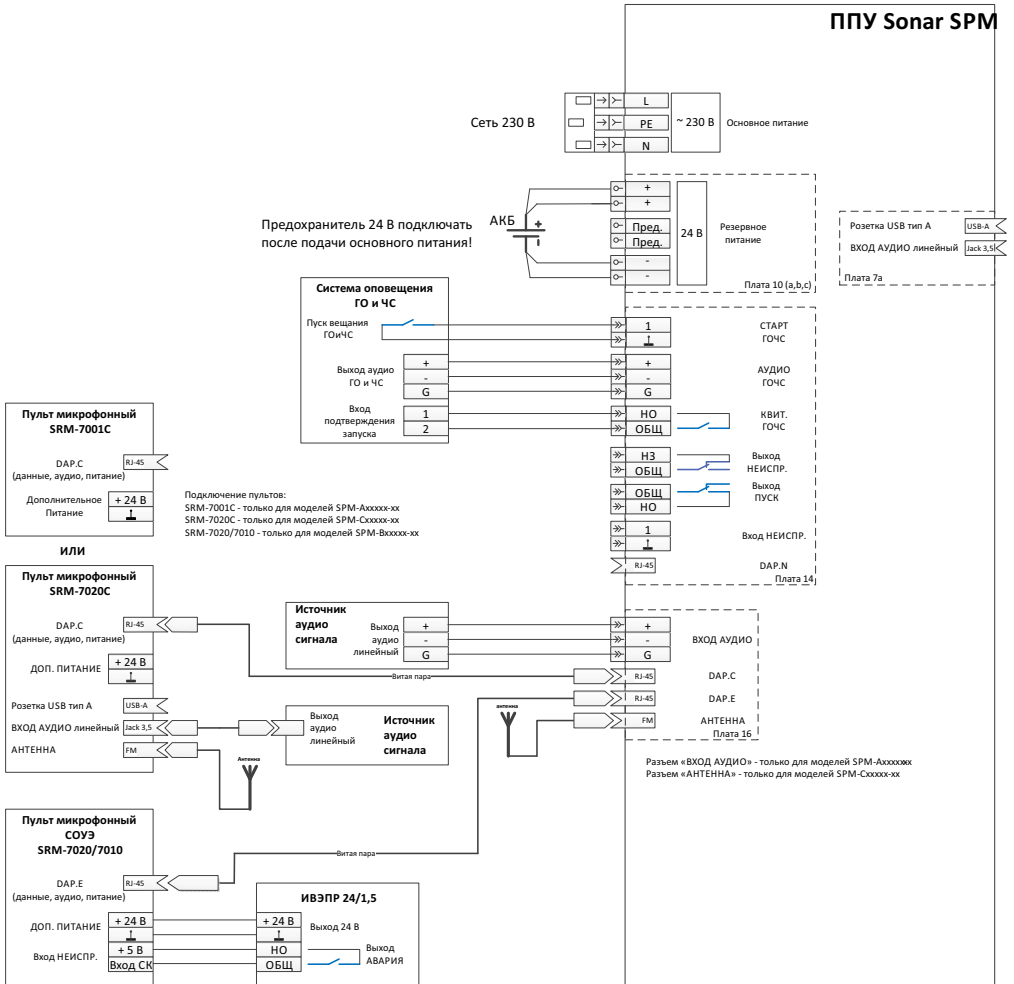 ППУ Sonar SPM
Сеть 230 В
L
PE
N
~ 230 В
Основное питание
Предохранитель 24 В подключать
после подачи основного питания!
АКБ
+
-
+
+
Пред.
Пред.
-
-
24 В
Резервное
питание
Плата 10 (a,b,c)
Розетка USB тип А
USB-A
ВХОД АУДИО линейный
Jack 3,5
Плата 7а
Система оповещения
ГО и ЧС
Пуск вещания
ГОиЧС
Выход аудио
ГО и ЧС
+
-
G
Вход
подтверждения
запуска
1
2
1
СТАРТ
ГОЧС
+
-
G
АУДИО
ГОЧС
НО
ОБЩ
КВИТ.
ГОЧС
НЗ
ОБЩ
Выход
НЕИСПР.
ОБЩ
НО
Выход
ПУСК
1
Вход НЕИСПР.
RJ-45
DAP.N
Плата 14
Пульт микрофонный
SRM-7001C
DAP.C
(данные, аудио, питание)
RJ-45
Дополнительное
Питание
+ 24 В
Подключение пультов:
SRM-7001C - только для моделей SPM-Axxxxx-xx
SRM-7020C - только для моделей SPM-Cxxxxx-xx
SRM-7020/7010 - только для моделей SPM-Bxxxxx-xx
ИЛИ
Пульт микрофонный
SRM-7020C
DAP.C
(данные, аудио, питание)
RJ-45
ДОП. ПИТАНИЕ
+ 24 В
Розетка USB тип А
USB-A
ВХОД АУДИО линейный
Jack 3,5
АНТЕННА
FM
Источник
аудио
сигнала
Выход
аудио
линейный
+
-
G
Витая пара
Выход
аудио
линейный
Источник
аудио
сигнала
Антенна
антенна
+
-
G
ВХОД АУДИО
RJ-45
DAP.C
RJ-45
DAP.E
FM
АНТЕННА
Плата 16
Разъем «ВХОД АУДИО» - только для моделей SPM-Axxxxx-xx
Разъем «АНТЕННА» - только для моделей SPM-Cxxxxx-xx
Пульт микрофонный
СОУЭ
SRM-7020/7010
DAP.E
(данные, аудио, питание)
RJ-45
Витая пара
ДОП. ПИТАНИЕ
+ 24 В
Вход НЕИСПР.
+ 5 В
Вход СК
ИВЭПР 24/1,5
+ 24 В
Выход 24 В
НО
ОБЩ
Выход
АВАРИЯ